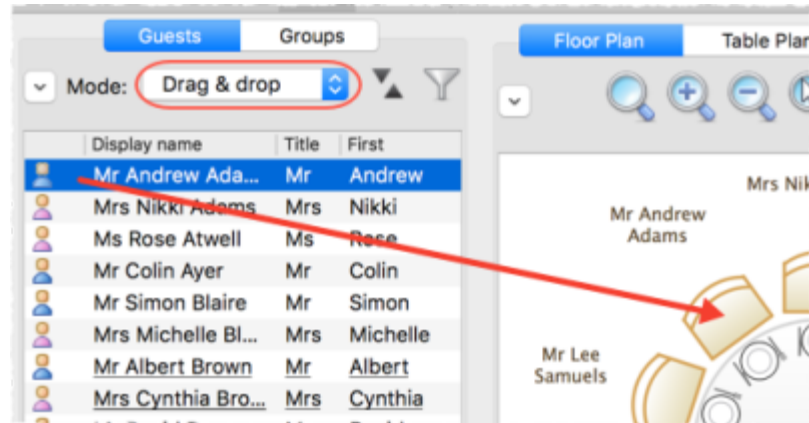 Guests Groups
Floor Plan Table Plan
Mode: Drag & drop
Display name Title First
Mr Andrew Ada... Mr Andrew
Mrs Nikki Adams Mrs Nikki
Ms Rose Atwell Ms Rose
Mr Colin Ayer Mr Colin
Mr Simon Blaire Mr Simon
Mrs Michelle Bl... Mrs Michelle
Mr Albert Brown Mr Albert
Mrs Cynthia Bro... Mrs Cynthia
Mrs Nik
Mr Andrew
Adams
Mr Lee
Samuels